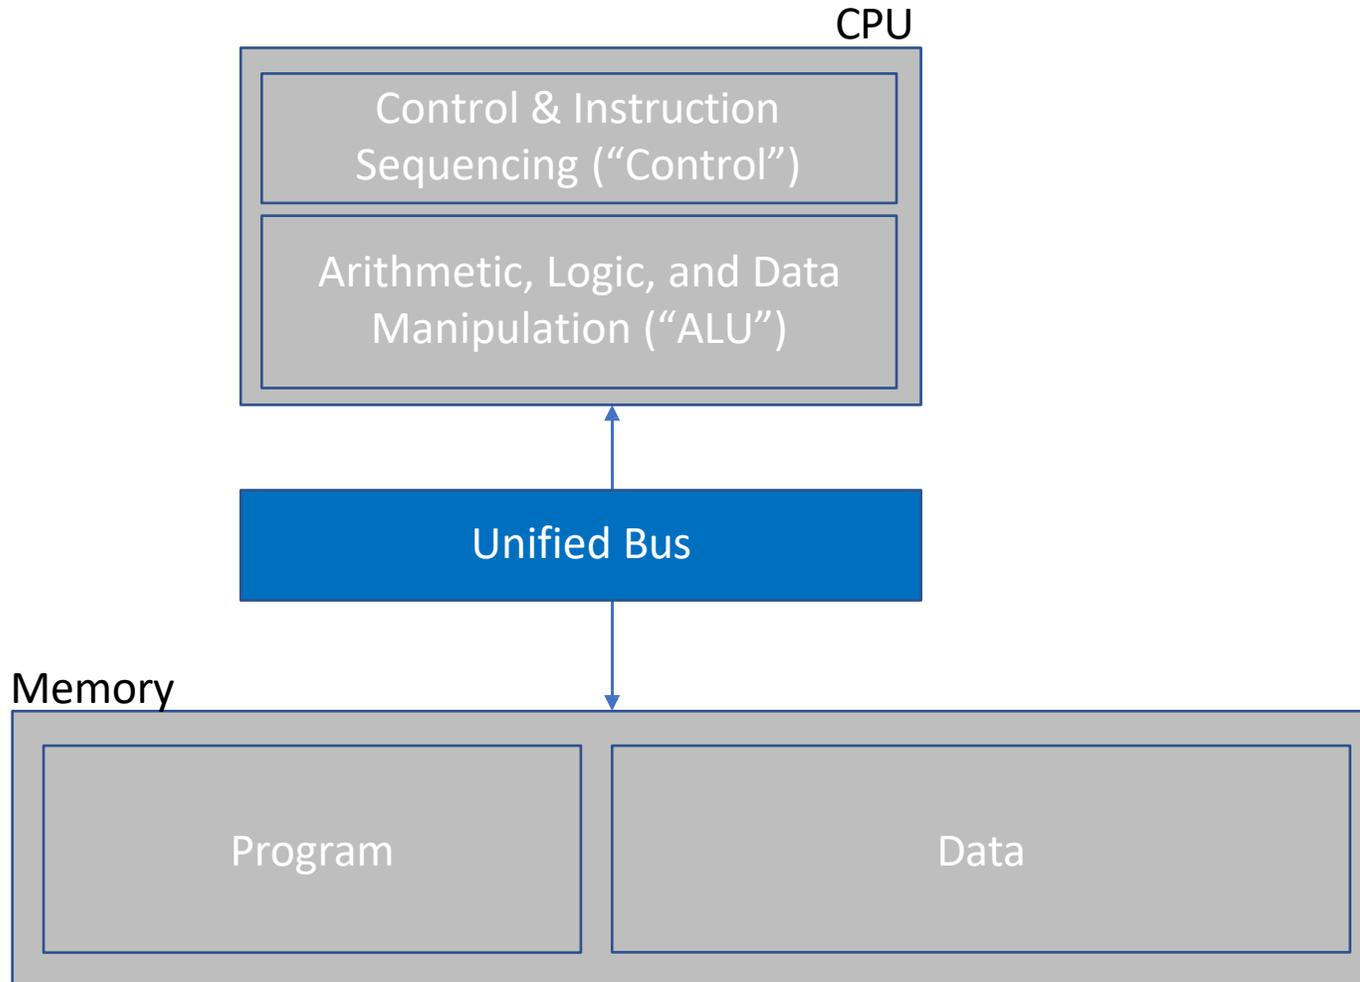 CPU
Control & Instruction
Sequencing (“Control”)
Arithmetic, Logic, and Data
Manipulation (“ALU”)
Unified Bus
Memory
Program
Data